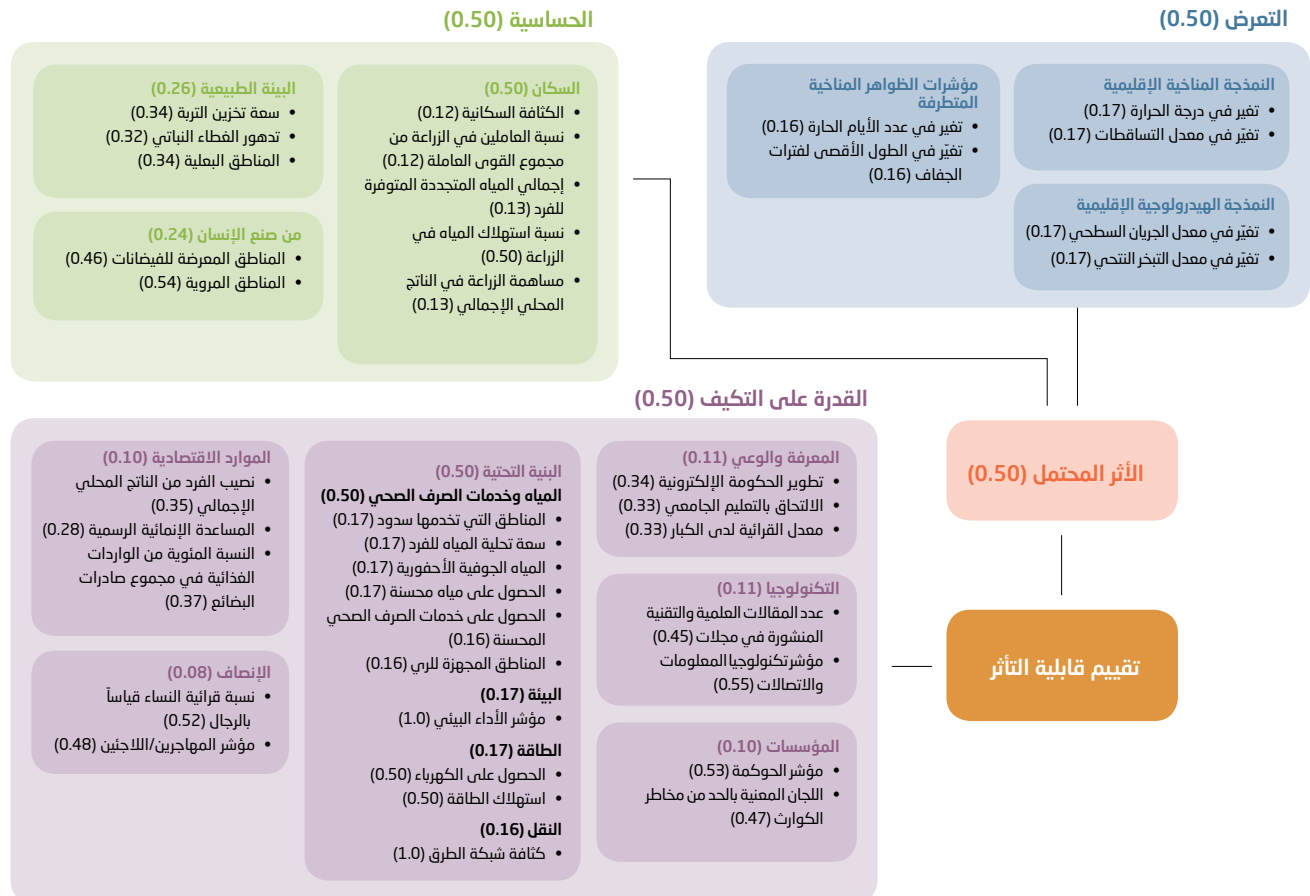 التعرض (0.50)
النمذجة المناخية الإقليمية
• تغير في درجة الحرارة (0.17)
• تغيّر في معدل التساقطات (0.17)
مؤشرات الظواهر المناخية
المتطرفة
• تغير في عدد الأيام الحارة (0.16)
• تغيّر في الطول الأقصى لفترات
الجفاف (0.16)
النمذجة الهيدرولوجية الإقليمية
• تغيّر في معدل الجريان السطحي (0.17)
• تغيّر في معدل التبخر النتحي (0.17)
الحساسية (0.50)
السكان (0.50)
• الكثافة السكانية (0.12)
• نسبة العاملين في الزراعة من
مجموع القوى العاملة (0.12)
• إجمالي المياه المتجددة المتوفرة
للفرد (0.13)
• نسبة استهلاك المياه في
الزراعة (0.50)
• مساهمة الزراعة في الناتج
المحلي الإجمالي (0.13)
البيئة الطبيعية (0.26)
• سعة تخزين التربة (0.34)
• تدهور الغطاء النباتي (0.32)
• المناطق البعلية (0.34)
من صنع الإنسان (0.24)
• المناطق المعرضة للفيضانات (0.46)
• المناطق المروية (0.54)
الأثر المحتمل (0.50)
تقييم قابلية التأثر
القدرة على التكيف (0.50)
المعرفة والوعي (0.11)
• تطوير الحكومة الإلكترونية (0.34)
• الالتحاق بالتعليم الجامعي (0.33)
• معدل القرائية لدى الكبار (0.33)
التكنولوجيا (0.11)
• عدد المقالات العلمية والتقنية
المنشورة في مجلات (0.45)
• مؤشرتكنولوجيا المعلومات
والاتصالات (0.55)
المؤسسات (0.10)
• مؤشر الحوكمة (0.53)
• اللجان المعنية بالحد من مخاطر
الكوارث (0.47)
البنية التحتية (0.50)
المياه وخدمات الصرف الصحي (0.50)
• المناطق التي تخدمها سدود (0.17)
• سعة تحلية المياه للفرد (0.17)
• المياه الجوفية الأحفورية (0.17)
• الحصول على مياه محسنة (0.17)
• الحصول على خدمات الصرف الصحي
المحسنة (0.16)
• المناطق المجهزة للري (0.16)
البيئة (0.17)
• مؤشر الأداء البيئي (1.0)
الطاقة (0.17)
• الحصول على الكهرباء (0.50)
• استهلاك الطاقة (0.50)
النقل (0.16)
• كثافة شبكة الطرق (1.0)
الموارد الاقتصادية (0.10)
• نصيب الفرد من الناتج المحلي
الإجمالي (0.35)
• المساعدة الإنمائية الرسمية (0.28)
• النسبة المئوية من الواردات
الغذائية في مجموع صادرات
البضائع (0.37)
الإنصاف (0.08)
• نسبة قرائية النساء قياساً
بالرجال (0.52)
• مؤشر المهاجرين/اللاجئين (0.48)